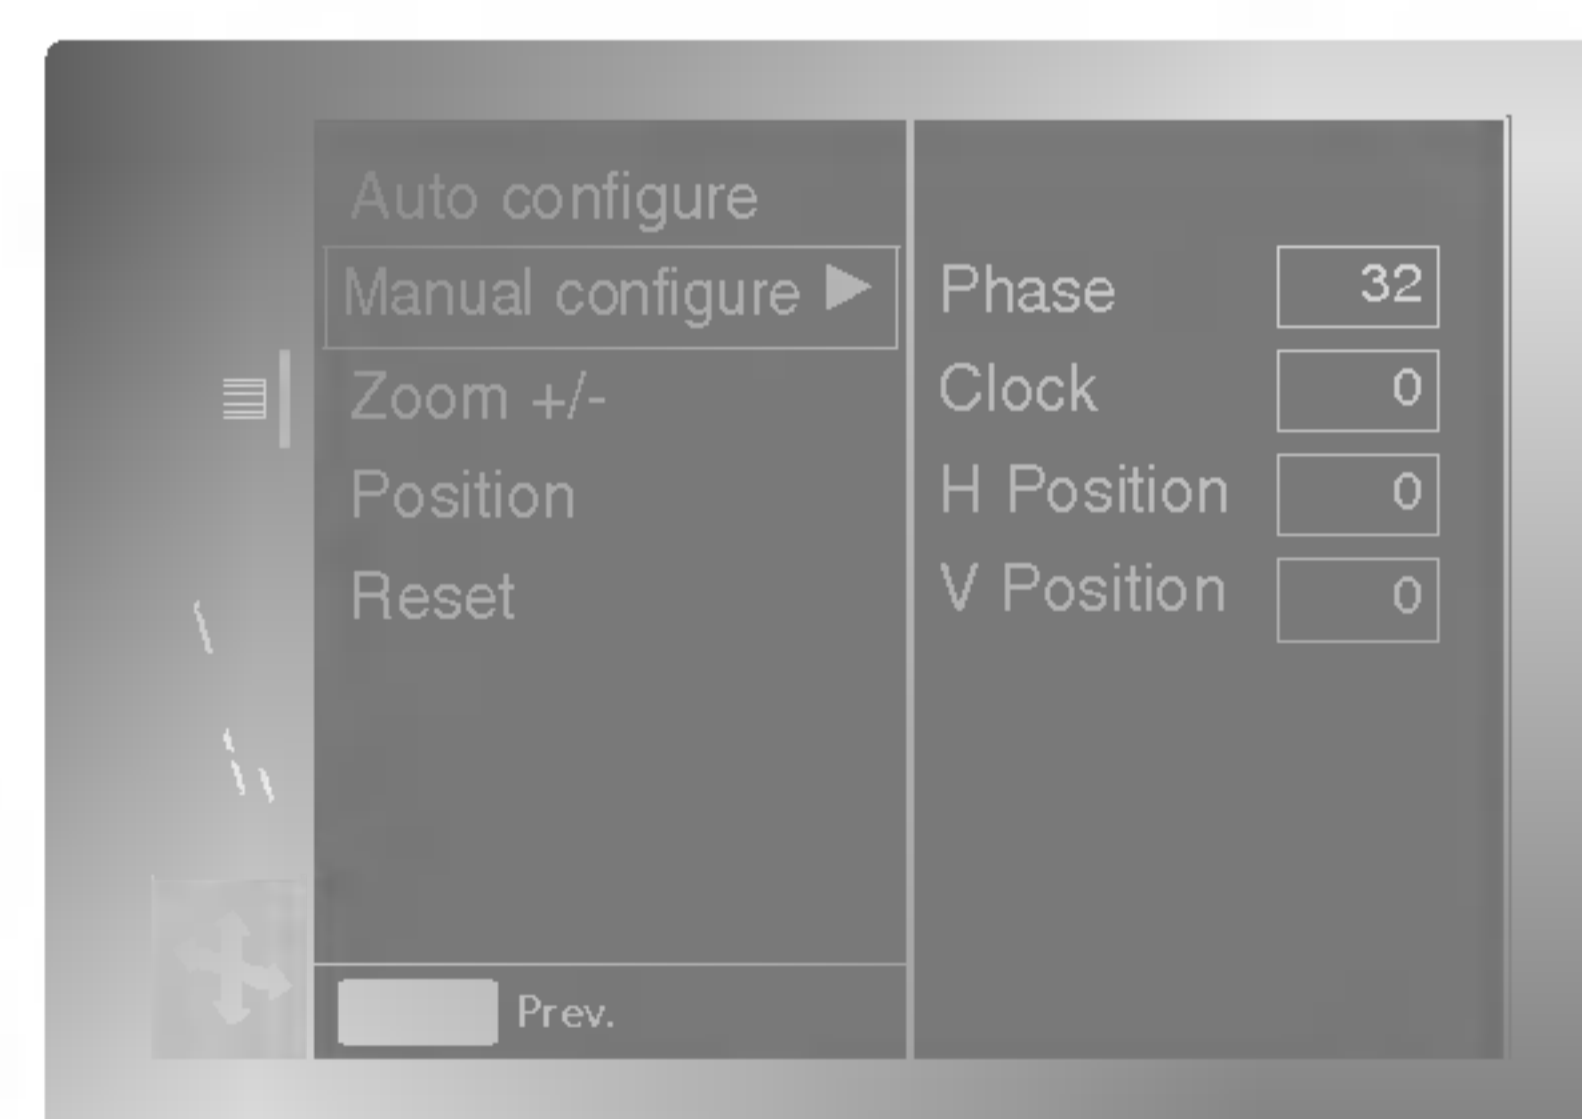 Auto configure
Manual configure ▶
Zoom +/-
Position
Reset
Prev.
Phase 32
Clock 0
H Position 0
V Position 0